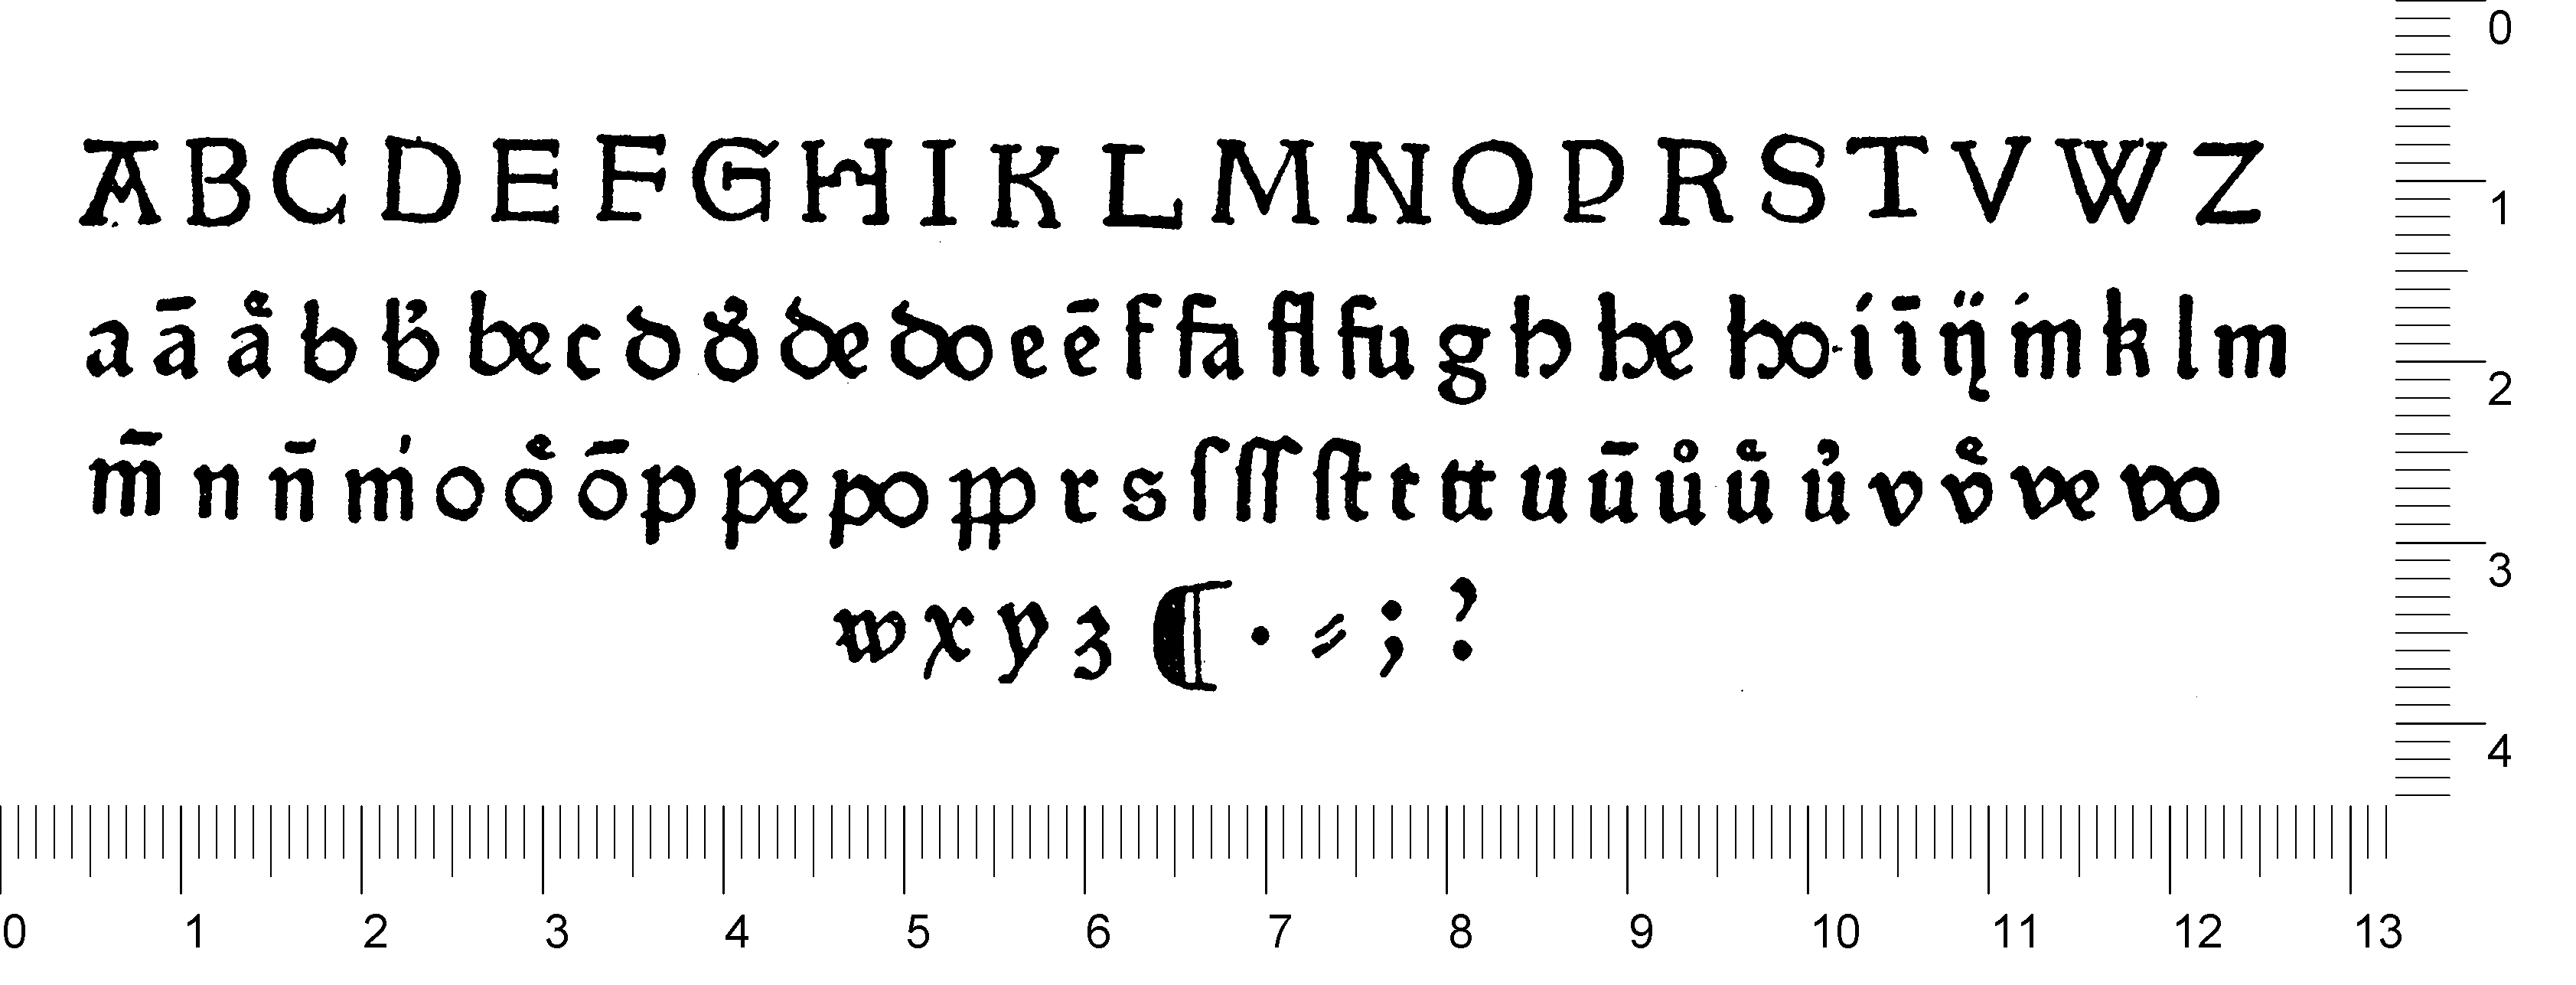 A B C D E F G H I K L M N O P R S T V W Z
a ā aͤ b b̓ be c d d̓ de do e ē f fa fl fu g h he ho í ī ÿ ḿ k l m
m̄ n n̄ ḿ o oͤ ō p pe po pp r s ſ ſſ ſt t tt u ū ů uͤ u̓ v vͤ ve vo
w x y z ¶ · ⸗ ; ?
0
1
2
3
4
0 1 2 3 4 5 6 7 8 9 10 11 12 13